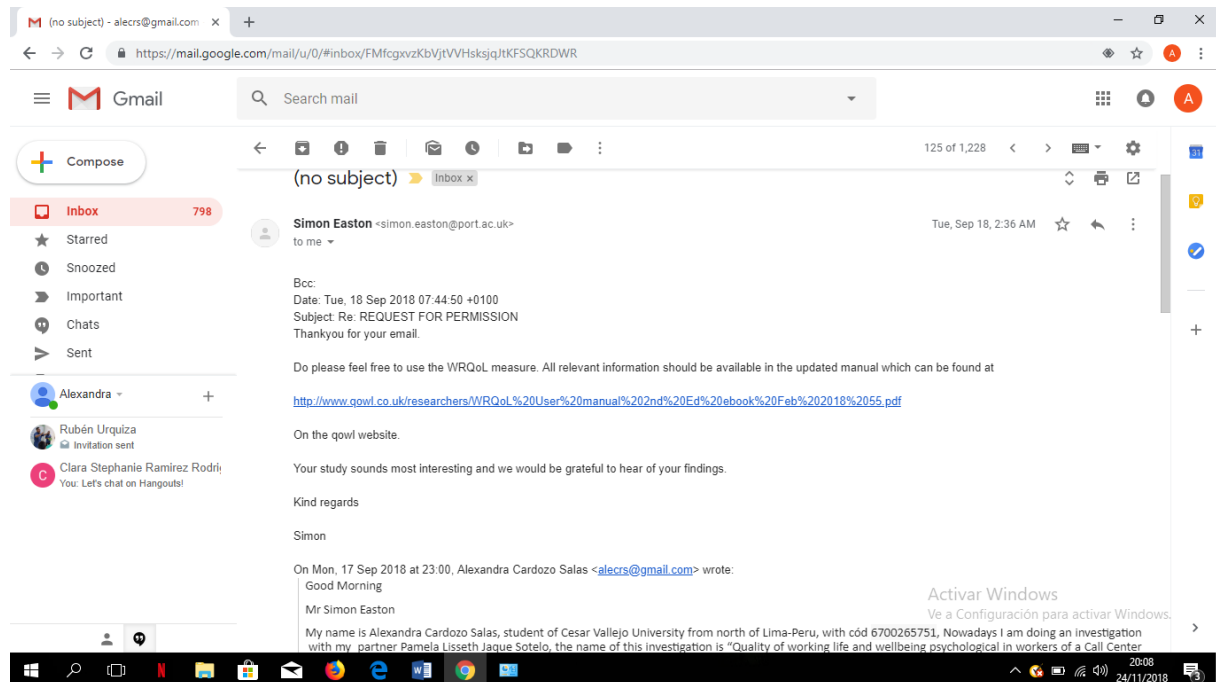 (no subject) - alecrs@gmail.com
https://mail.google.com/mail/u/0/#inbox/FMfcgxvzKbVjtVVHsksjqJtKFSQKRDWR
A
Gmail
Search mail
A
Compose
125 of 1,228
31
(no subject)
Inbox x
Inbox 798
Simon Easton <simon.easton@port.ac.uk>
Tue, Sep 18, 2:36 AM
to me
Starred
Snoozed
Important
Chats
Sent
Bcc:
Date: Tue, 18 Sep 2018 07:44:50 +0100
Subject: Re: REQUEST FOR PERMISSION
Thankyou for your email.
Do please feel free to use the WRQoL measure. All relevant information should be available in the updated manual which can be found at
http://www.qowl.co.uk/researchers/WRQoL%20User%20manual%202nd%20Ed%20ebook%20Feb%202018%2055.pdf
On the qowl website.
Your study sounds most interesting and we would be grateful to hear of your findings.
Kind regards
Simon
Alexandra
Rubén Urquiza
Invitation sent
C
Clara Stephanie Ramirez Rodri
You: Let's chat on Hangouts!
On Mon, 17 Sep 2018 at 23:00, Alexandra Cardozo Salas <alecrs@gmail.com> wrote:
Good Morning
Mr Simon Easton
My name is Alexandra Cardozo Salas, student of Cesar Vallejo University from north of Lima-Peru, with cód 6700265751, Nowadays I am doing an investigation
with my partner Pamela Lisseth Jaque Sotelo, the name of this investigation is "Quality of working life and wellbeing psychological in workers of a Call Center
Activar Windows
Ve a Configuración para activar Windows.
20:08
24/11/2018
3